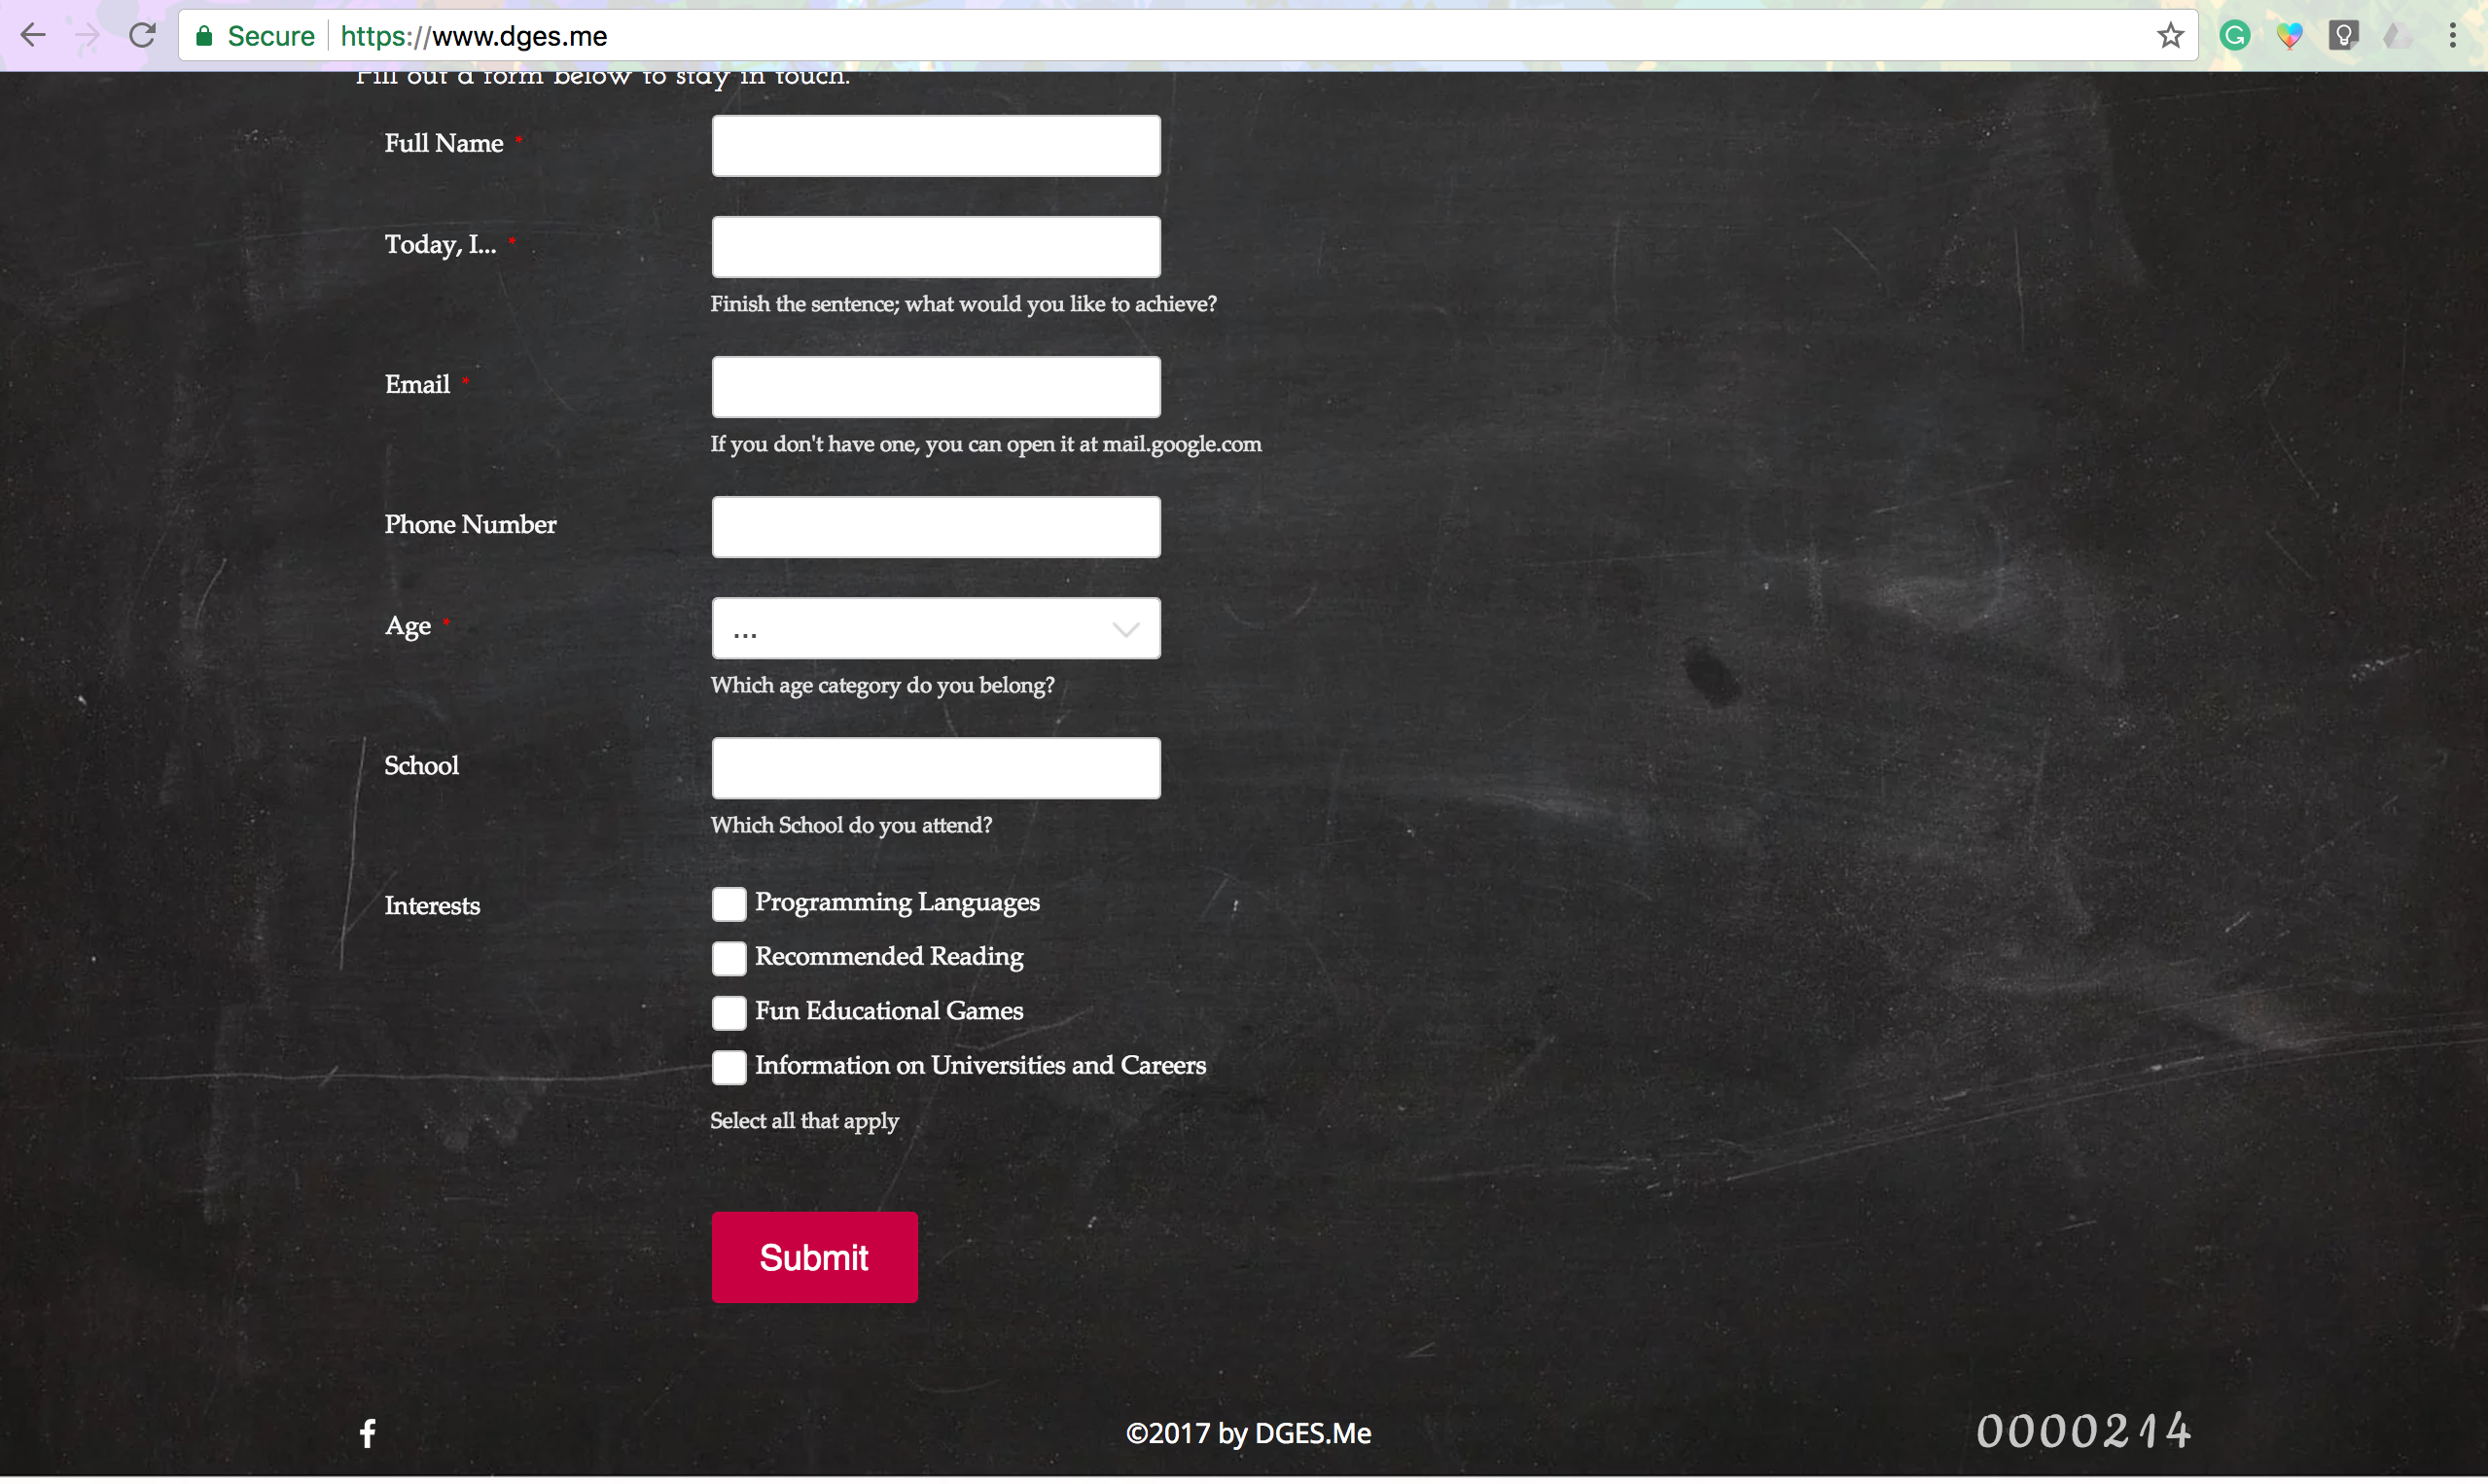 Secure https://www.dges.me
Fill out a form below to stay in touch.
Full Name *
Today, I... *
Finish the sentence; what would you like to achieve?
Email *
If you don't have one, you can open it at mail.google.com
Phone Number
Age *
...
Which age category do you belong?
School
Which School do you attend?
Interests
Programming Languages
Recommended Reading
Fun Educational Games
Information on Universities and Careers
Select all that apply
Submit
f
©2017 by DGES.Me
0000214